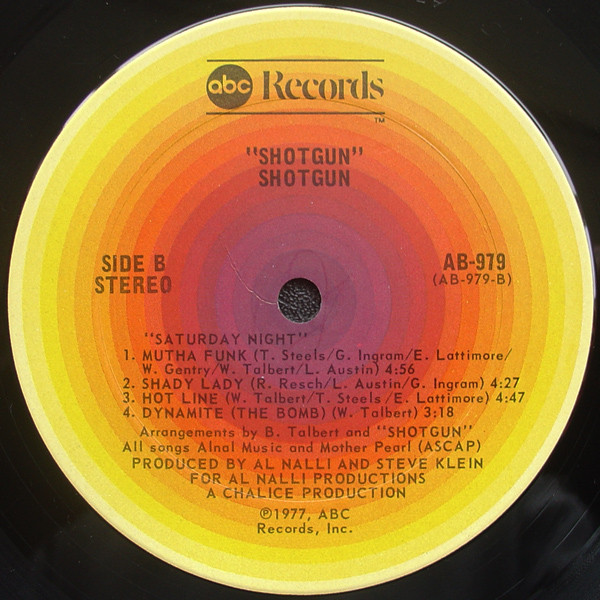 abc Records
TM
"SHOTGUN"
SHOTGUN
SIDE B
STEREO
AB-979
(AB-979-B)
"SATURDAY NIGHT"
1. MUTHA FUNK (T. Steels/G. Ingram/E. Lattimore/
W. Gentry/W. Talbert/L. Austin) 4:56
2. SHADY LADY (R. Resch/L. Austin/G. Ingram) 4:27
3. HOT LINE (W. Talbert/T. Steels/E. Lattimore) 4:47
4. DYNAMITE (THE BOMB) (W. Talbert) 3:18
Arrangements by B. Talbert and "SHOTGUN"
All songs Alnal Music and Mother Pearl (ASCAP)
PRODUCED BY AL NALLI AND STEVE KLEIN
FOR AL NALLI PRODUCTIONS
A CHALICE PRODUCTION
℗1977, ABC
Records, Inc.